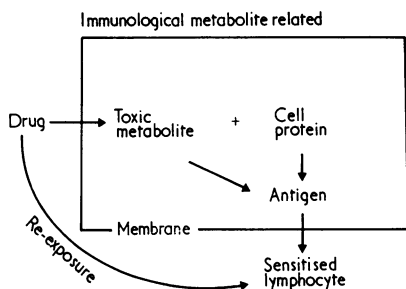 Immunological metabolite related
Drug
Toxic
metabolite
+
Cell
protein
Antigen
Membrane
Re-exposure
Sensitised
lymphocyte